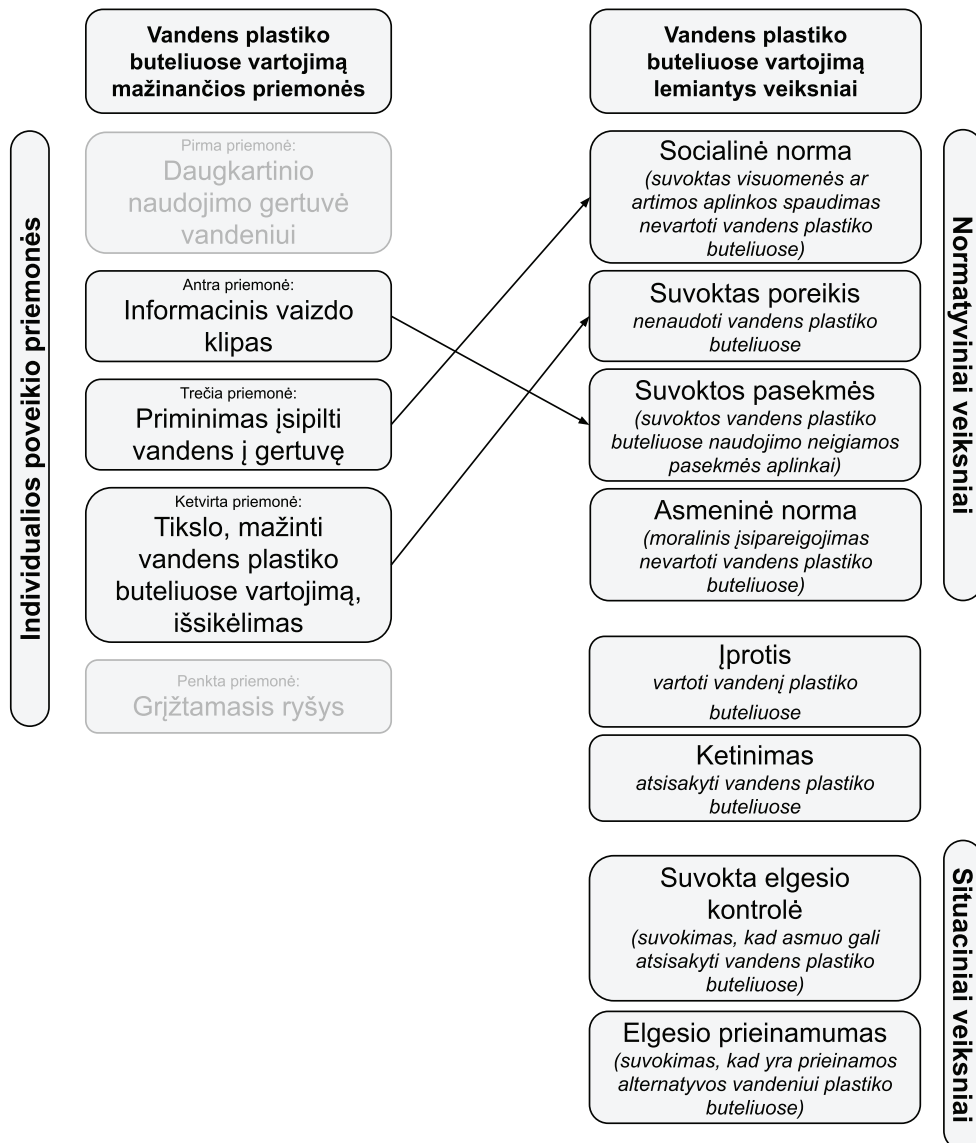 Vandens plastiko
buteliuose vartojimą
mažinančios priemonės
Vandens plastiko
buteliuose vartojimą
lemiantys veiksniai
Individualios poveikio priemonės
Pirma priemonė:
Daugkartinio
naudojimo gertuvė
vandeniui
Antra priemonė:
Informacinis vaizdo
klipas
Trečia priemonė:
Priminimas įsipilti
vandens į gertuvę
Ketvirta priemonė:
Tikslo, mažinti
vandens plastiko
buteliuose vartojimą,
išsikėlimas
Penkta priemonė:
Grįžtamasis ryšys
Socialinė norma
(suvoktas visuomenės ar
artimos aplinkos spaudimas
nevartoti vandens plastiko
buteliuose)
Suvoktas poreikis
nenaudoti vandens plastiko
buteliuose
Suvoktos pasekmės
(suvoktos vandens plastiko
buteliuose naudojimo neigiamos
pasekmės aplinkai)
Asmeninė norma
(moralinis įsipareigojimas
nevartoti vandens plastiko
buteliuose)
Normatyviniai veiksniai
Įprotis
vartoti vandenį plastiko
buteliuose
Ketinimas
atsisakyti vandens plastiko
buteliuose
Suvokta elgesio
kontrolė
(suvokimas, kad asmuo gali
atsisakyti vandens plastiko
buteliuose)
Elgesio prieinamumas
(suvokimas, kad yra prieinamos
alternatyvos vandeniui plastiko
buteliuose)
Situaciniai veiksniai